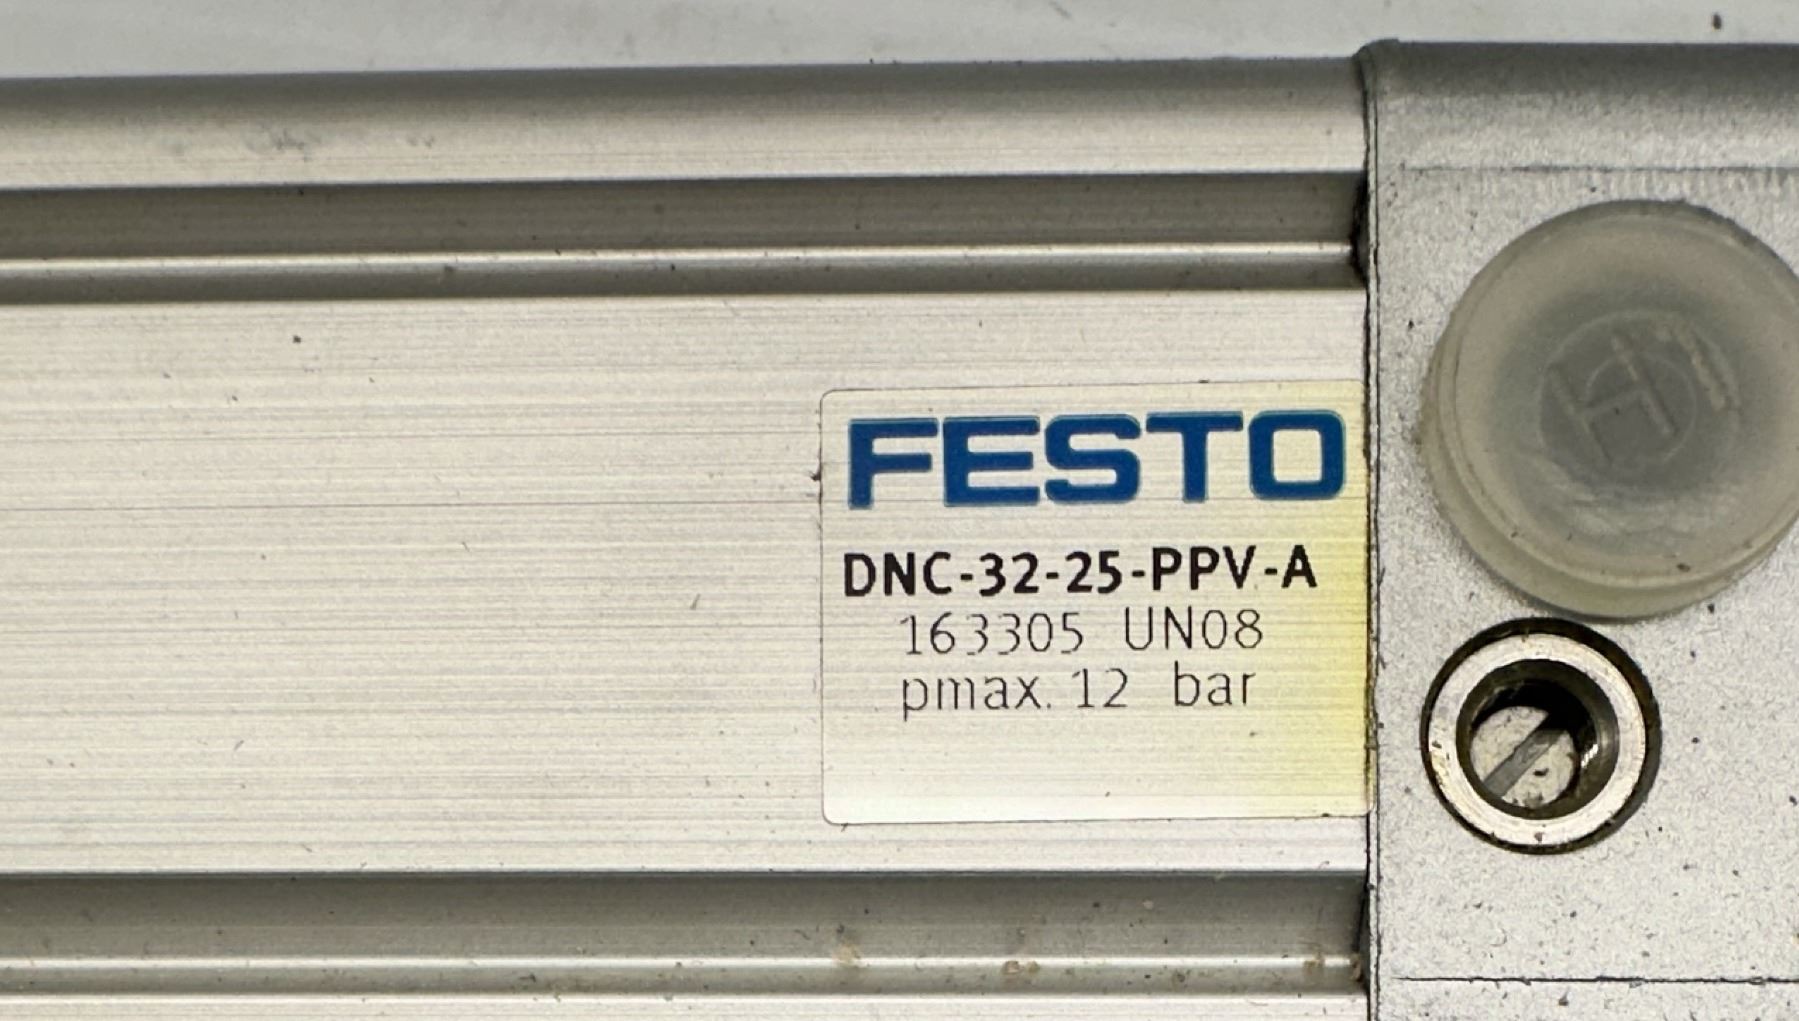 FESTO
DNC-32-25-PPV-A
163305 UN08
pmax. 12 bar